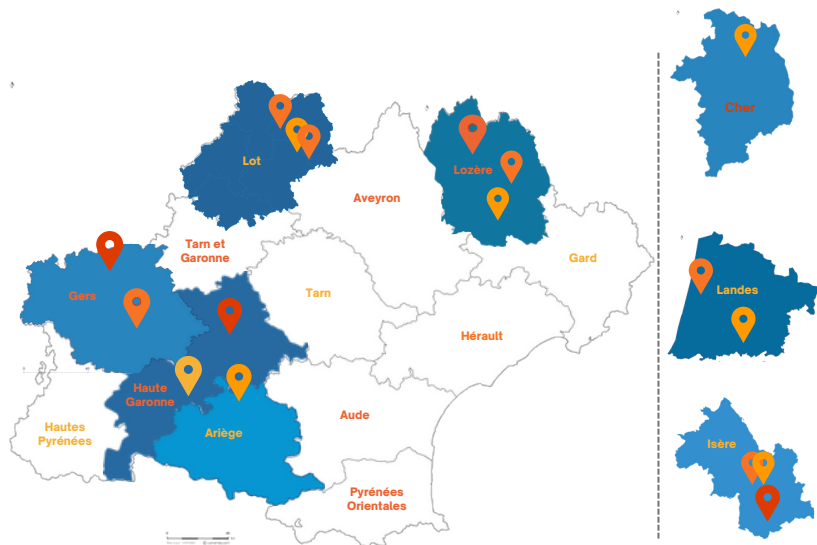 Lot
Lozère
Aveyron
Tarn et
Garonne
Gard
Gers
Tarn
Hérault
Haute
Garonne
Hautes
Pyrénées
Ariège
Aude
Pyrénées
Orientales
Cher
Landes
Isère